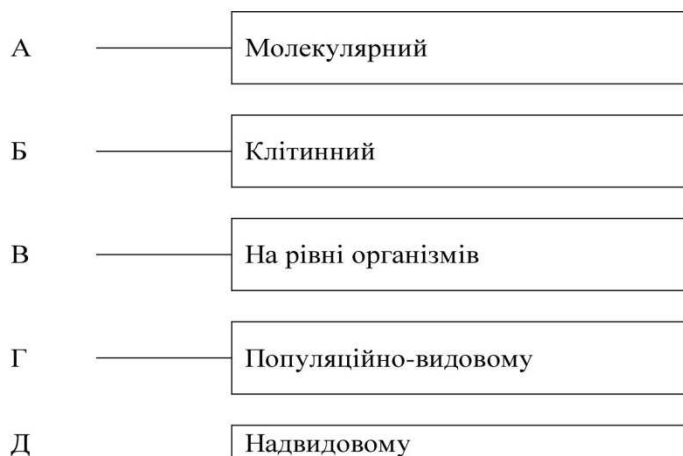 А Молекулярний
Б Клітинний
В На рівні організмів
Г Популяційно-видовому
Д Надвидовому